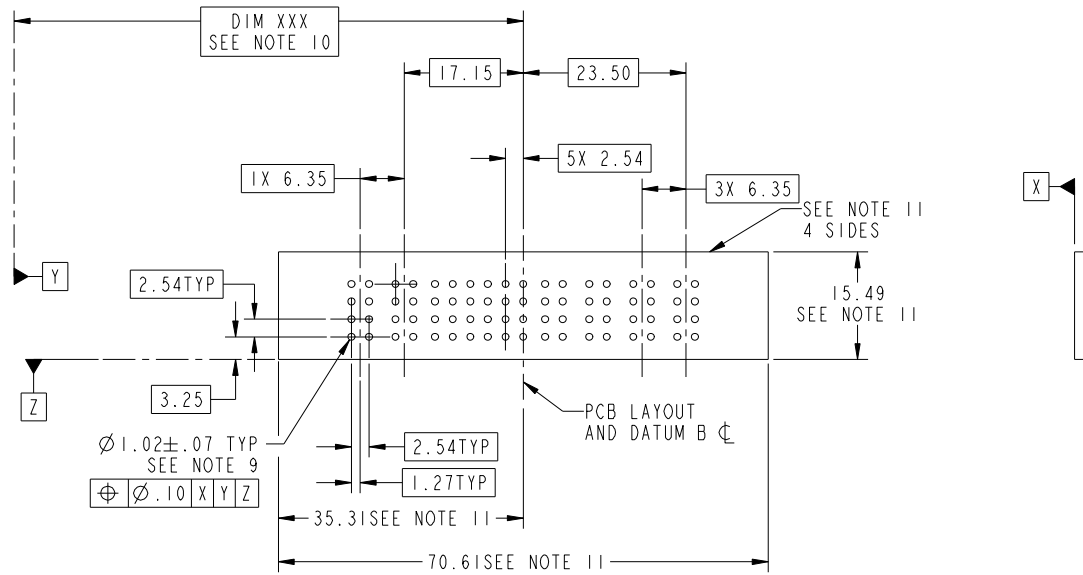 DIM XXX
SEE NOTE 10
17.15
23.50
5X 2.54
1X 6.35
3X 6.35
X
SEE NOTE 11
4 SIDES
Y
2.54TYP
15.49
SEE NOTE 11
3.25
Z
PCB LAYOUT
AND DATUM B ℄
Ø1.02±.07 TYP
SEE NOTE 9
⌖ Ø.10 X Y Z
2.54TYP
1.27TYP
35.31SEE NOTE 11
70.61SEE NOTE 11